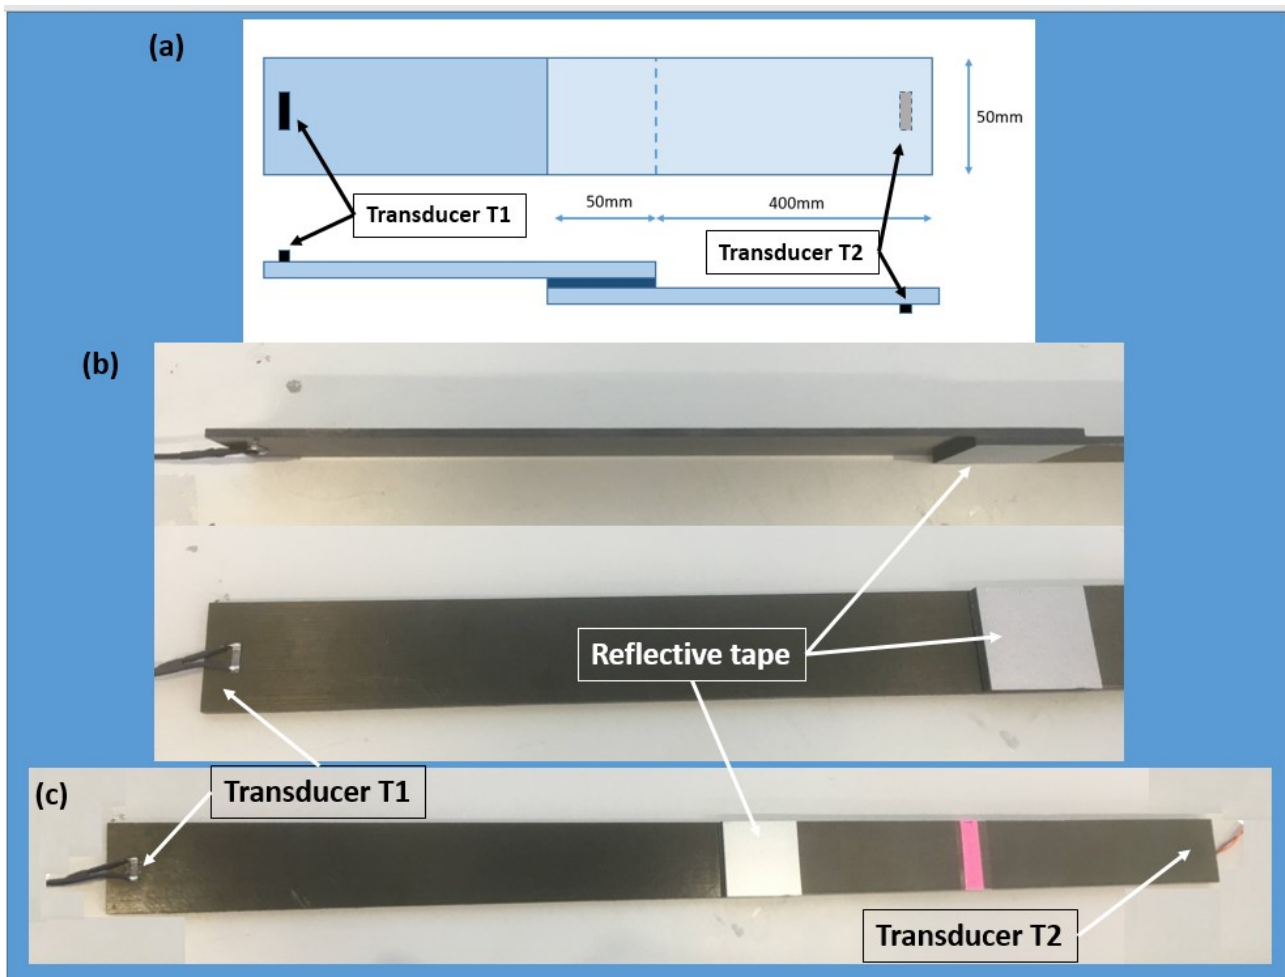 (a)
50mm
50mm
400mm
Transducer T1
Transducer T2
(b)
Reflective tape
Transducer T1
(c)
Transducer T2